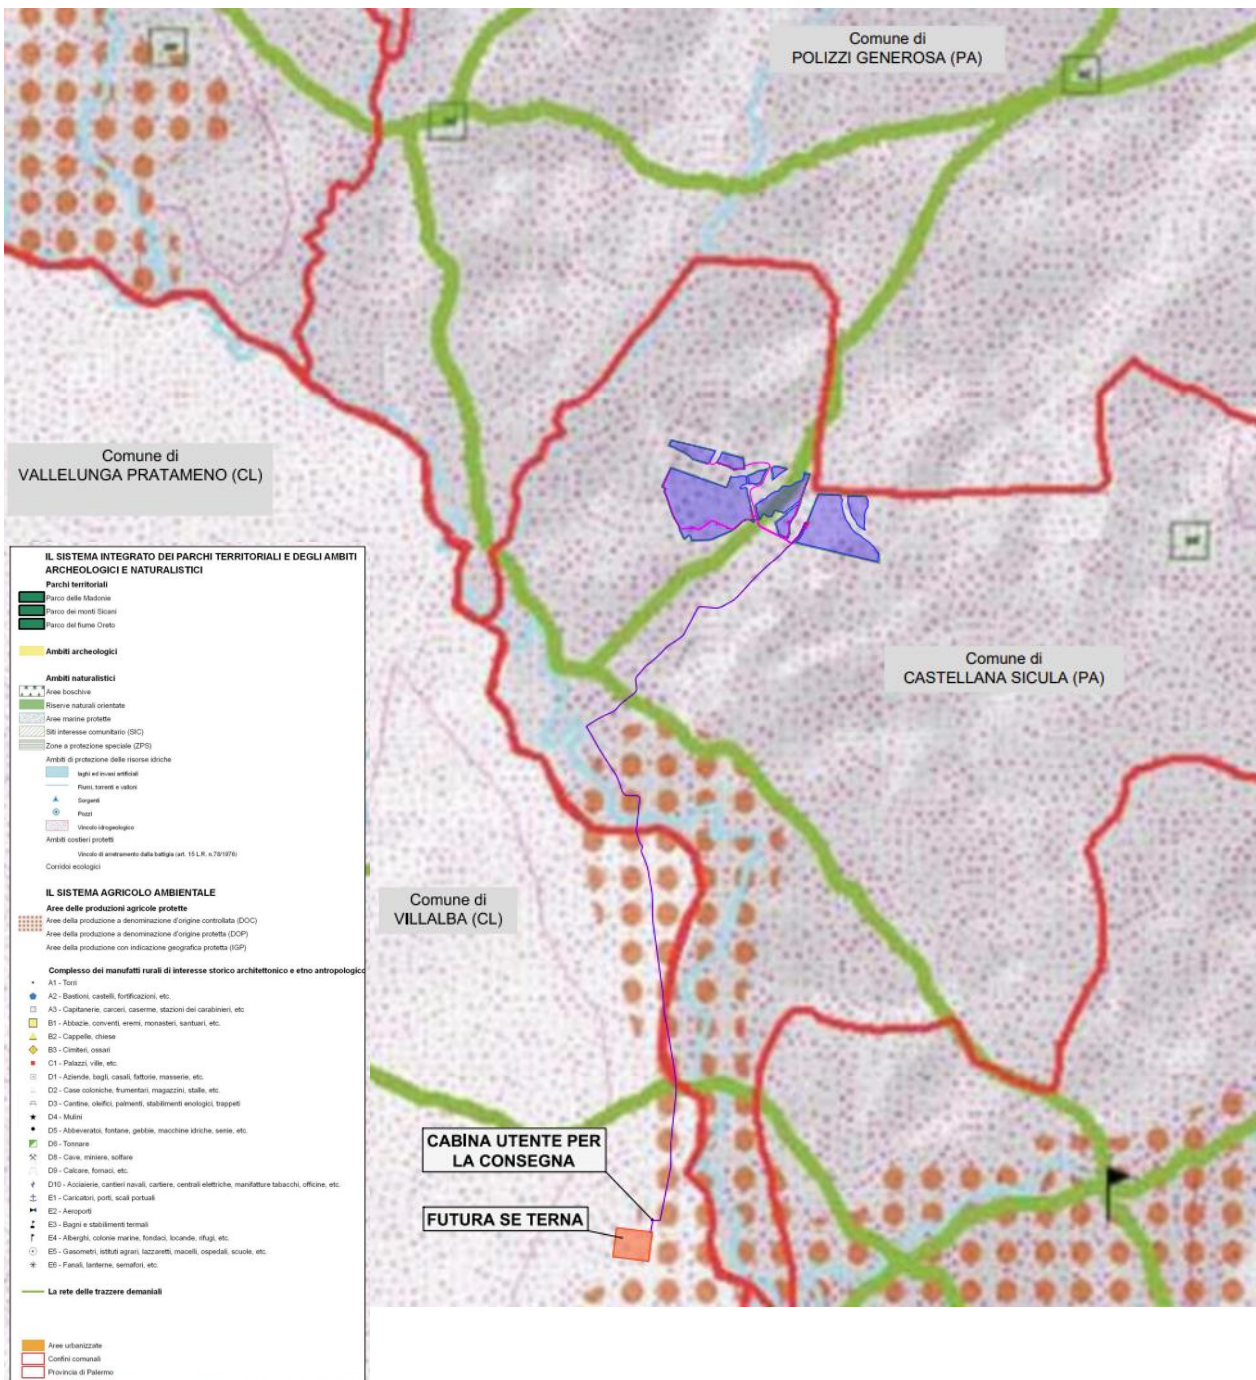 Comune di
POLIZZI GENEROSA (PA)
Comune di
VALLELUNGA PRATAMENO (CL)
Comune di
CASTELLANA SICULA (PA)
Comune di
VILLALBA (CL)
CABINA UTENTE PER
LA CONSEGNA
FUTURA SE TERNA
IL SISTEMA INTEGRATO DEI PARCHI TERRITORIALI E DEGLI AMBITI
ARCHEOLOGICI E NATURALISTICI
Parchi territoriali
Parco delle Madonie
Parco dei monti Sicani
Parco del fiume Oreto
Ambiti archeologici
Ambiti naturalistici
Aree boschive
Riserve naturali orientate
Aree marine protette
Siti interesse comunitario (SIC)
Zone a protezione speciale (ZPS)
Ambiti di protezione delle risorse idriche
laghi ed invasi artificiali
Fiumi, torrenti e valloni
Sorgenti
Pozzi
Vincolo idrogeologico
Ambiti costieri protetti
Vincolo di arretramento dalla battigia (art. 15 L.R. n.78/1976)
Corridoi ecologici
IL SISTEMA AGRICOLO AMBIENTALE
Aree delle produzioni agricole protette
Aree della produzione a denominazione d'origine controllata (DOC)
Aree della produzione a denominazione d'origine protetta (DOP)
Aree della produzione con indicazione geografica protetta (IGP)
Complesso dei manufatti rurali di interesse storico architettonico e etno antropologico
A1 - Torri
A2 - Bastioni, castelli, fortificazioni, etc.
A3 - Capitanerie, carceri, caserme, stazioni dei carabinieri, etc
B1 - Abbazie, conventi, eremi, monasteri, santuari, etc.
B2 - Cappelle, chiese
B3 - Cimiteri, ossari
C1 - Palazzi, ville, etc.
D1 - Aziende, bagli, casali, fattorie, masserie, etc.
D2 - Case coloniche, frumentari, magazzini, stalle, etc.
D3 - Cantine, oleifici, palmenti, stabilimenti enologici, trappeti
D4 - Mulini
D5 - Abbeveratoi, fontane, gebbie, macchine idriche, senie, etc.
D6 - Tonnare
D8 - Cave, miniere, solfare
D9 - Calcare, fornaci, etc.
D10 - Acciaierie, cantieri navali, cartiere, centrali elettriche, manifatture tabacchi, officine, etc.
E1 - Caricatori, porti, scali portuali
E2 - Aeroporti
E3 - Bagni e stabilimenti termali
E4 - Alberghi, colonie marine, fondaci, locande, rifugi, etc.
E5 - Gasometri, istituti agrari, lazzaretti, macelli, ospedali, scuole, etc.
E6 - Fanali, lanterne, semafori, etc.
La rete delle trazzere demaniali
Aree urbanizzate
Confini comunali
Provincia di Palermo